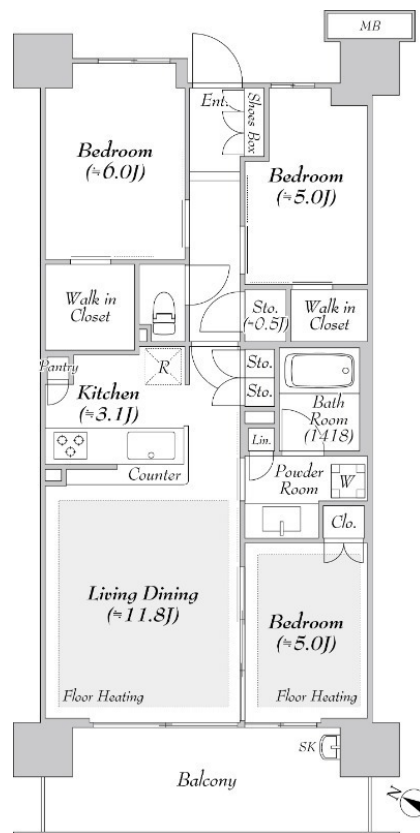 MB
Ent.
Shoes Box
Bedroom
(≒6.0J)
Bedroom
(≒5.0J)
Walk in
Closet
Sto.
(≒0.5J)
Walk in
Closet
Pantry
R
Sto.
Kitchen
(≒3.1J)
Sto.
Bath
Room
(1418)
Lin.
Counter
Powder
Room
W
Clo.
Living Dining
(≒11.8J)
Bedroom
(≒5.0J)
Floor Heating
Floor Heating
SK
Balcony
N